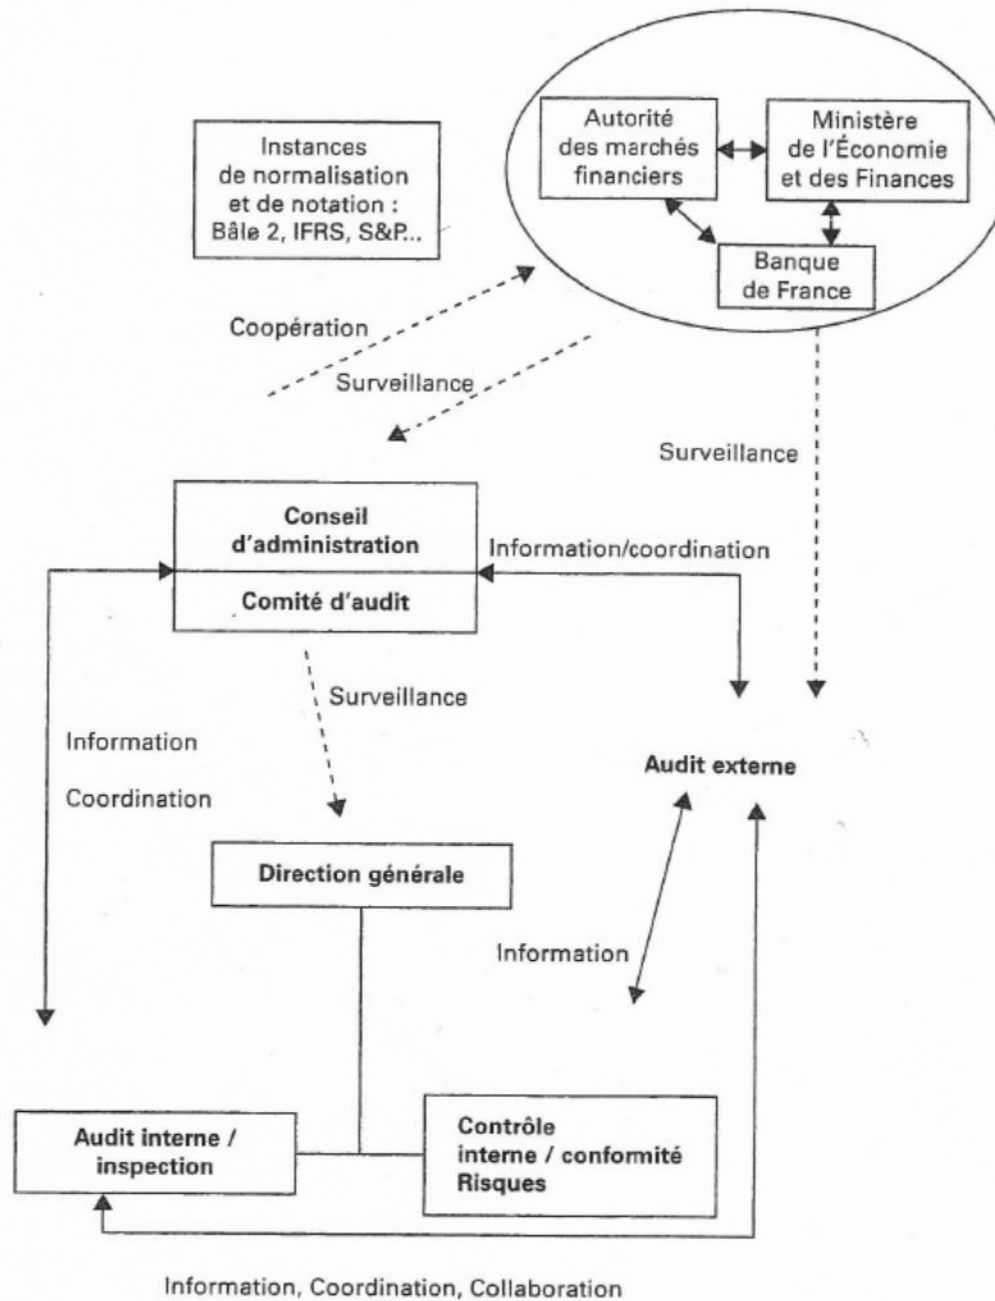 Autorité
des marchés
financiers
Ministère
de l'Économie
et des Finances
Instances
de normalisation
et de notation :
Bâle 2, IFRS, S&P...
Banque
de France
Coopération
Surveillance
Surveillance
Conseil
d'administration
Information/coordination
Comité d'audit
Surveillance
Information
Audit externe
Coordination
Direction générale
Information
Audit interne /
inspection
Contrôle
interne / conformité
Risques
Information, Coordination, Collaboration